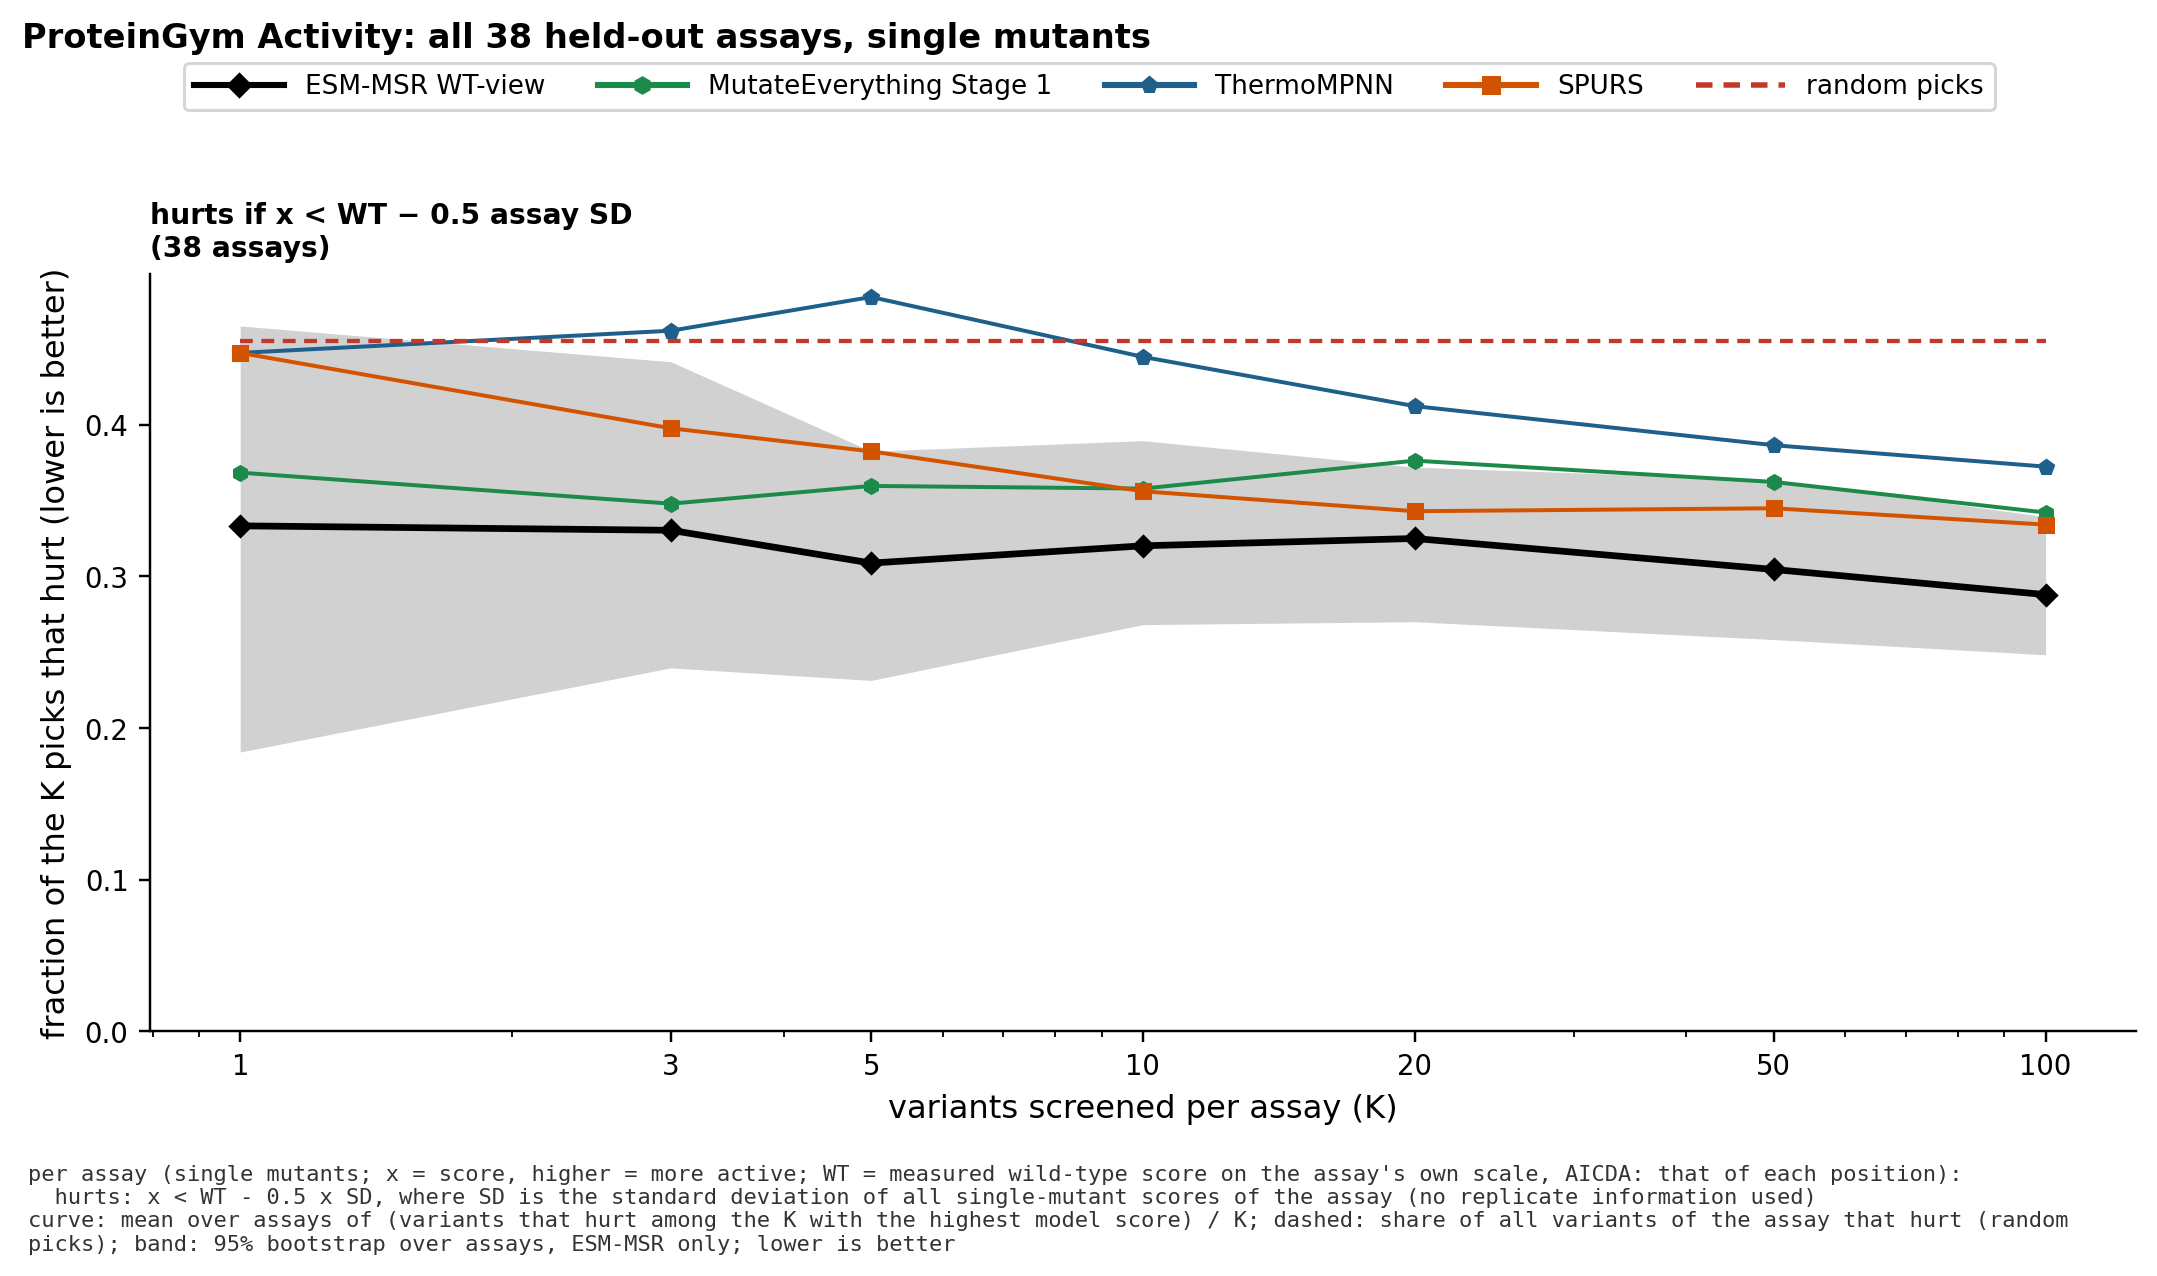 ProteinGym Activity: all 38 held-out assays, single mutants
ESM-MSR WT-view
MutateEverything Stage 1
ThermoMPNN
SPURS
random picks
hurts if x < WT − 0.5 assay SD
(38 assays)
fraction of the K picks that hurt (lower is better)
0.4
0.3
0.2
0.1
0.0
1
3
5
10
20
50
100
variants screened per assay (K)
per assay (single mutants; x = score, higher = more active; WT = measured wild-type score on the assay's own scale, AICDA: that of each position):
  hurts: x < WT - 0.5 x SD, where SD is the standard deviation of all single-mutant scores of the assay (no replicate information used)
curve: mean over assays of (variants that hurt among the K with the highest model score) / K; dashed: share of all variants of the assay that hurt (random
picks); band: 95% bootstrap over assays, ESM-MSR only; lower is better